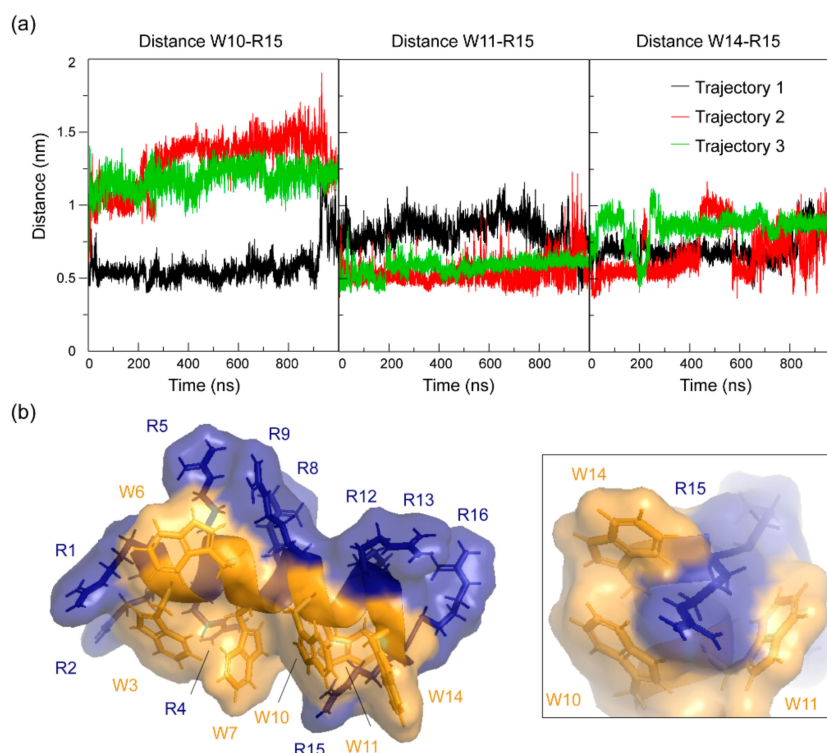 (a)
Distance W10-R15 Distance W11-R15 Distance W14-R15
2
1.5
1
0.5
0
Distance (nm)
Trajectory 1
Trajectory 2
Trajectory 3
0 200 400 600 800 0 200 400 600 800 0 200 400 600 800
Time (ns) Time (ns) Time (ns)
(b)
R5 R9
R8
W6
R12 R13
R16
R1
R2
W3
R4
W7
W10
R15
W11
W14
W14
R15
W10
W11